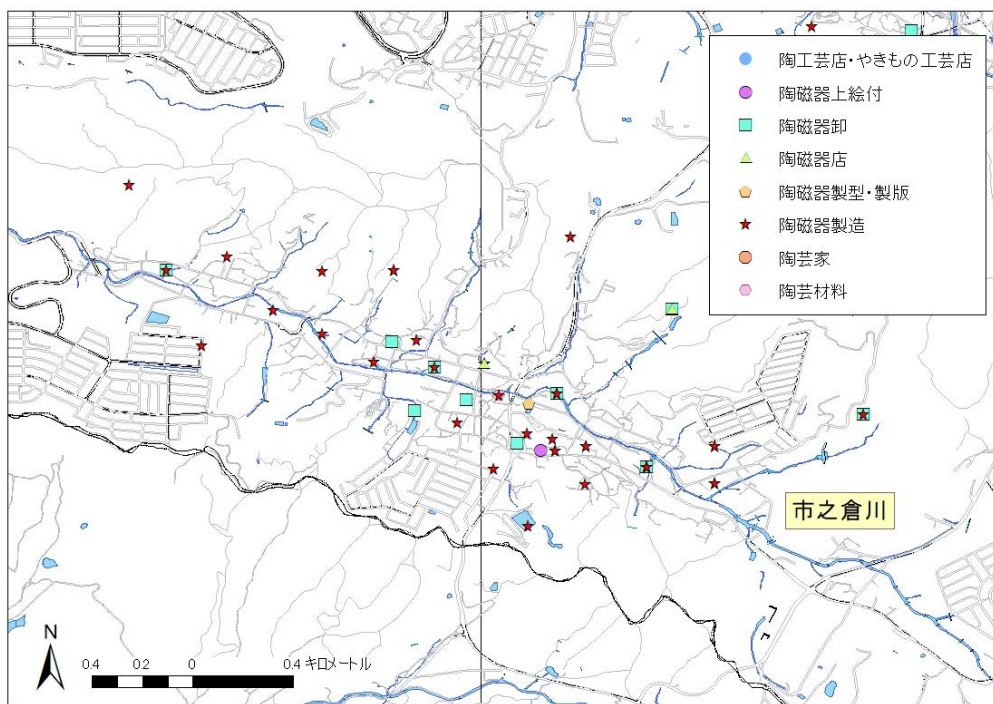 陶工芸店・やきもの工芸店
陶磁器上絵付
陶磁器卸
陶磁器店
陶磁器製型・製版
陶磁器製造
陶芸家
陶芸材料
市之倉川
N
0.4 0.2 0 0.4 キロメートル